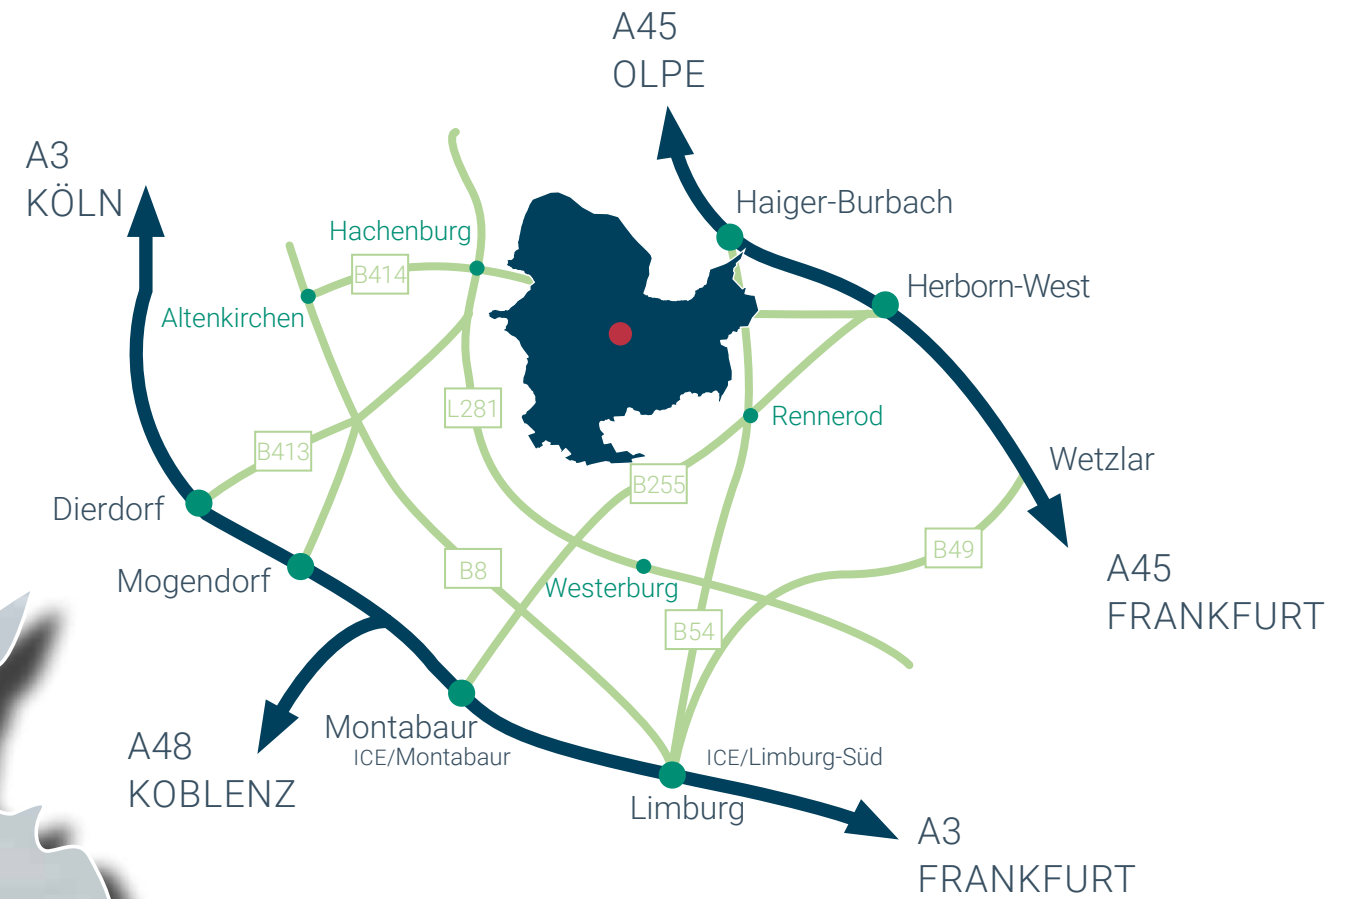 A45
OLPE
A3
KÖLN
Haiger-Burbach
Hachenburg
B414
Herborn-West
Altenkirchen
L281
Rennerod
B413
Wetzlar
B255
Dierdorf
B49
Mogendorf
B8
Westerburg
A45
FRANKFURT
B54
Montabaur
ICE/Montabaur
ICE/Limburg-Süd
A48
KOBLENZ
Limburg
A3
FRANKFURT